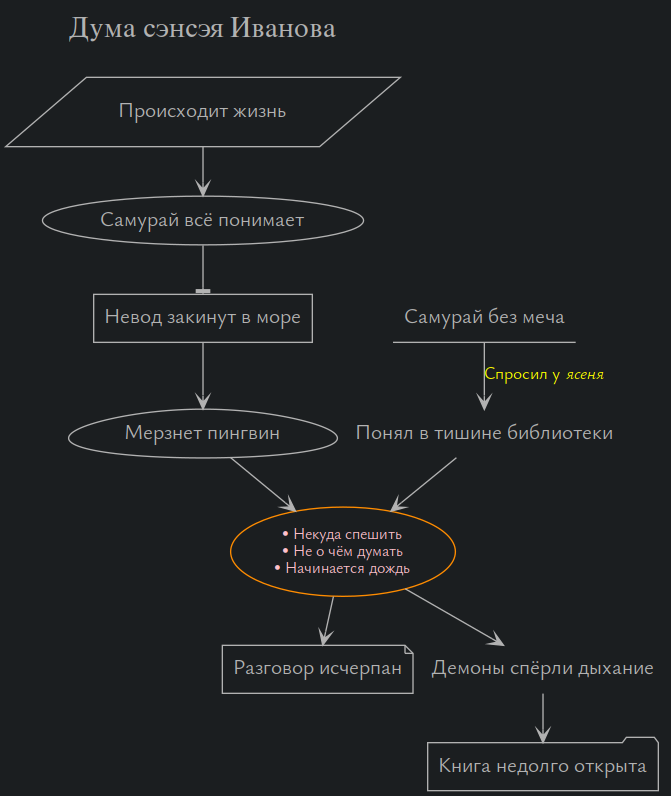 Дума сэнсэя Иванова
Происходит жизнь
Самурай всё понимает
Невод закинут в море
Самурай без меча
Спросил у ясеня
Мерзнет пингвин
Понял в тишине библиотеки
• Некуда спешить
• Не о чём думать
• Начинается дождь
Разговор исчерпан
Демоны спёрли дыхание
Книга недолго открыта